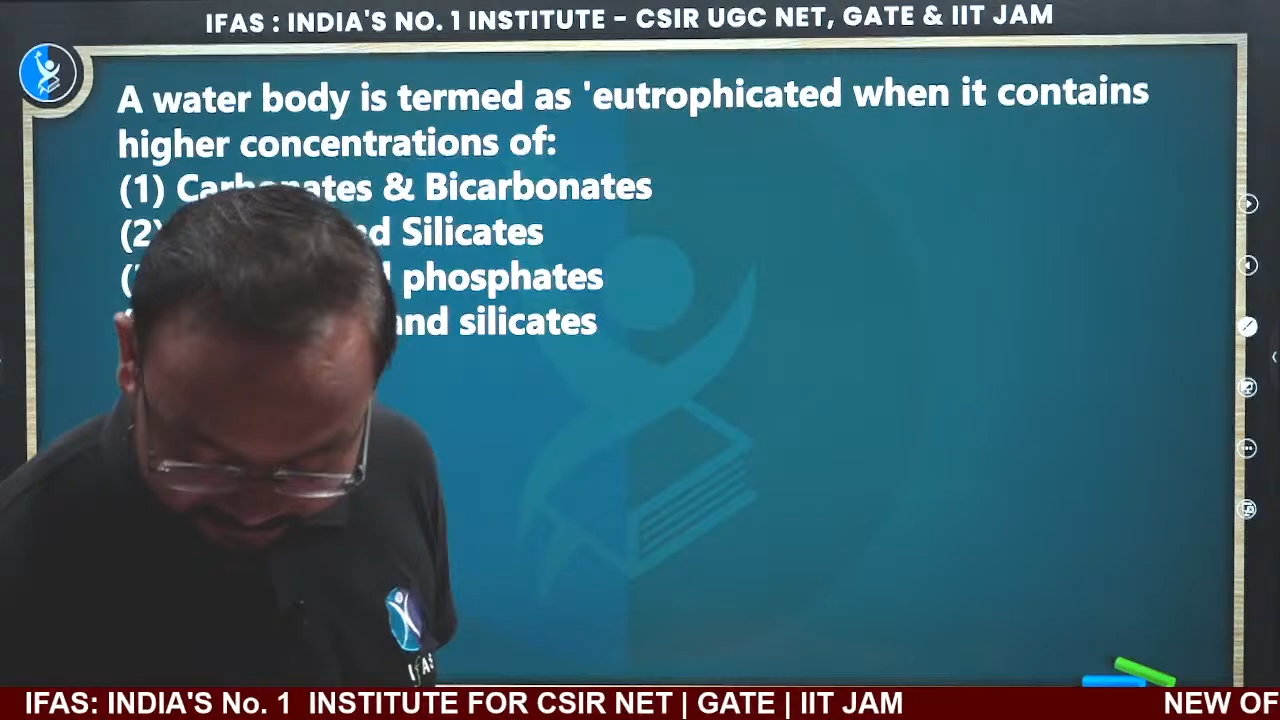 IFAS : INDIA'S NO. 1 INSTITUTE - CSIR UGC NET, GATE & IIT JAM
A water body is termed as 'eutrophicated when it contains
higher concentrations of:
(1) Carbonates & Bicarbonates
(2) Silicates
phosphates
and silicates
IFAS
IFAS: INDIA'S No. 1 INSTITUTE FOR CSIR NET | GATE | IIT JAM
NEW OF